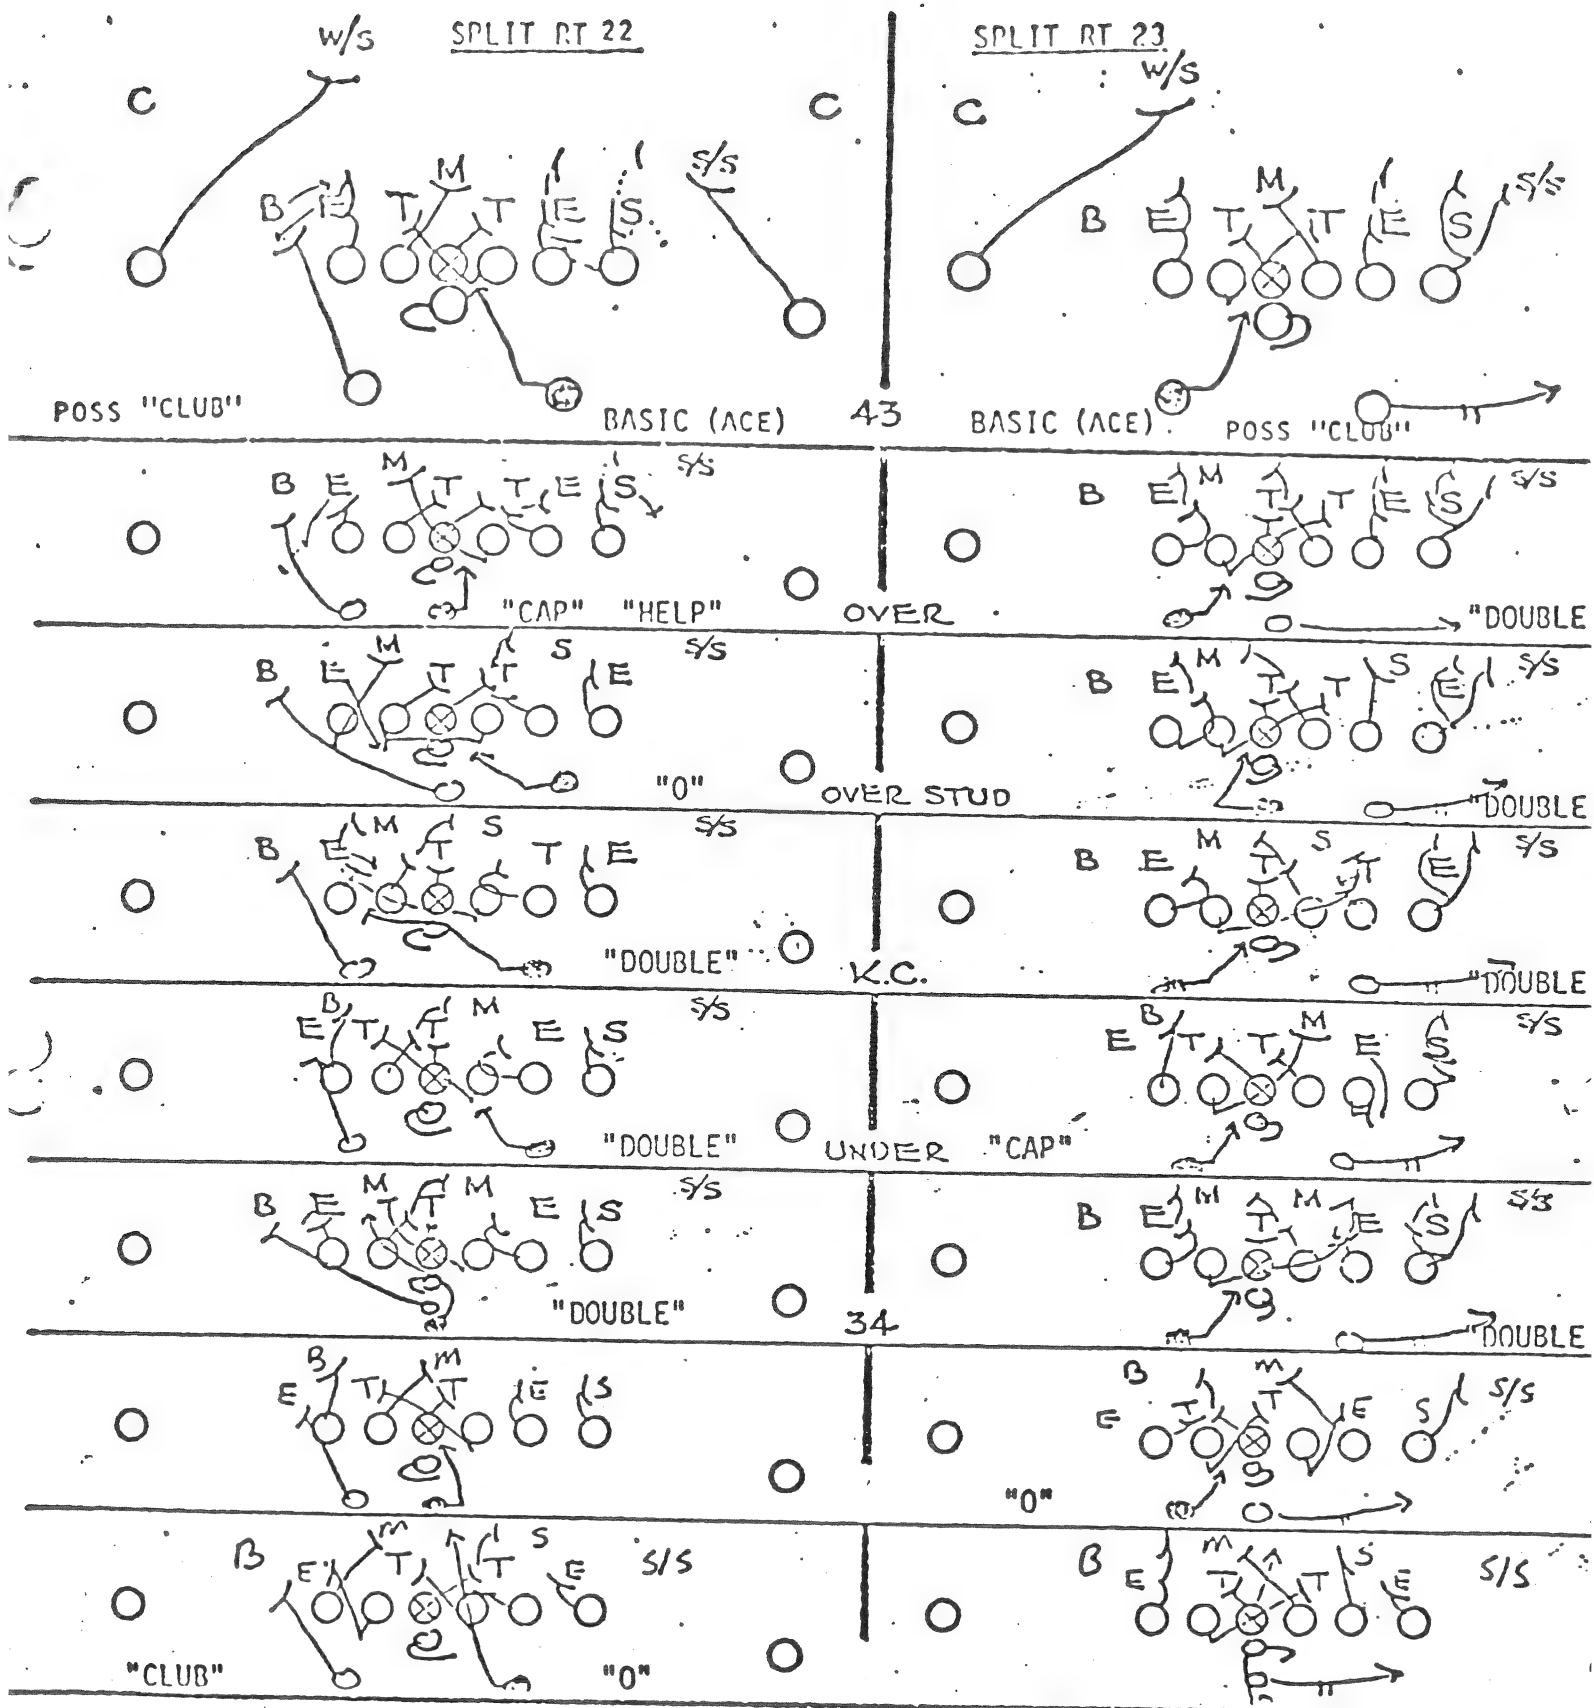 SPLIT RT 22
SPLIT RT 23
W/S
W/S
C
C
C
M
S/S
M
S/S
B E T T E S
B E T T E S
POSS "CLUB"
BASIC (ACE)
43
BASIC (ACE)
POSS "CLUB"
M
S/S
M
S/S
B E T T E S
B E T T E S
"CAP" "HELP"
OVER
"DOUBLE
M
S
S/S
M
S
S/S
B E T T E
B E T T E
"O"
OVER STUD
"DOUBLE
M
S
S/S
M
S
S/S
B E T T E
B E T T E
"DOUBLE"
K.C.
"DOUBLE
B
M
S/S
B
M
S/S
E T T E S
E T T E S
"DOUBLE"
UNDER
"CAP"
M
M
S/S
M
M
S/S
B E T T E S
B E T E S
"DOUBLE"
34
"DOUBLE
B
M
B
M
S/S
E T T E S
E T T E S
"O"
M
S
S/S
M
S
S/S
B E T T E
B E T T E
"CLUB"
"O"